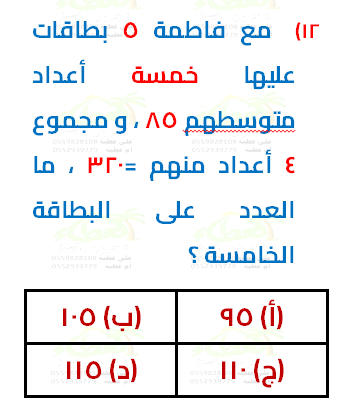 ١٢) مع فاطمة ٥ بطاقات
عليها خمسة أعداد
متوسطهم ٨٥ ، و مجموع
٤ أعداد منهم =٣٢٠ ، ما
العدد على البطاقة
الخامسة ؟
(أ) ٩٥ (ب) ١٠٥
(ج) ١١٠ (د) ١١٥